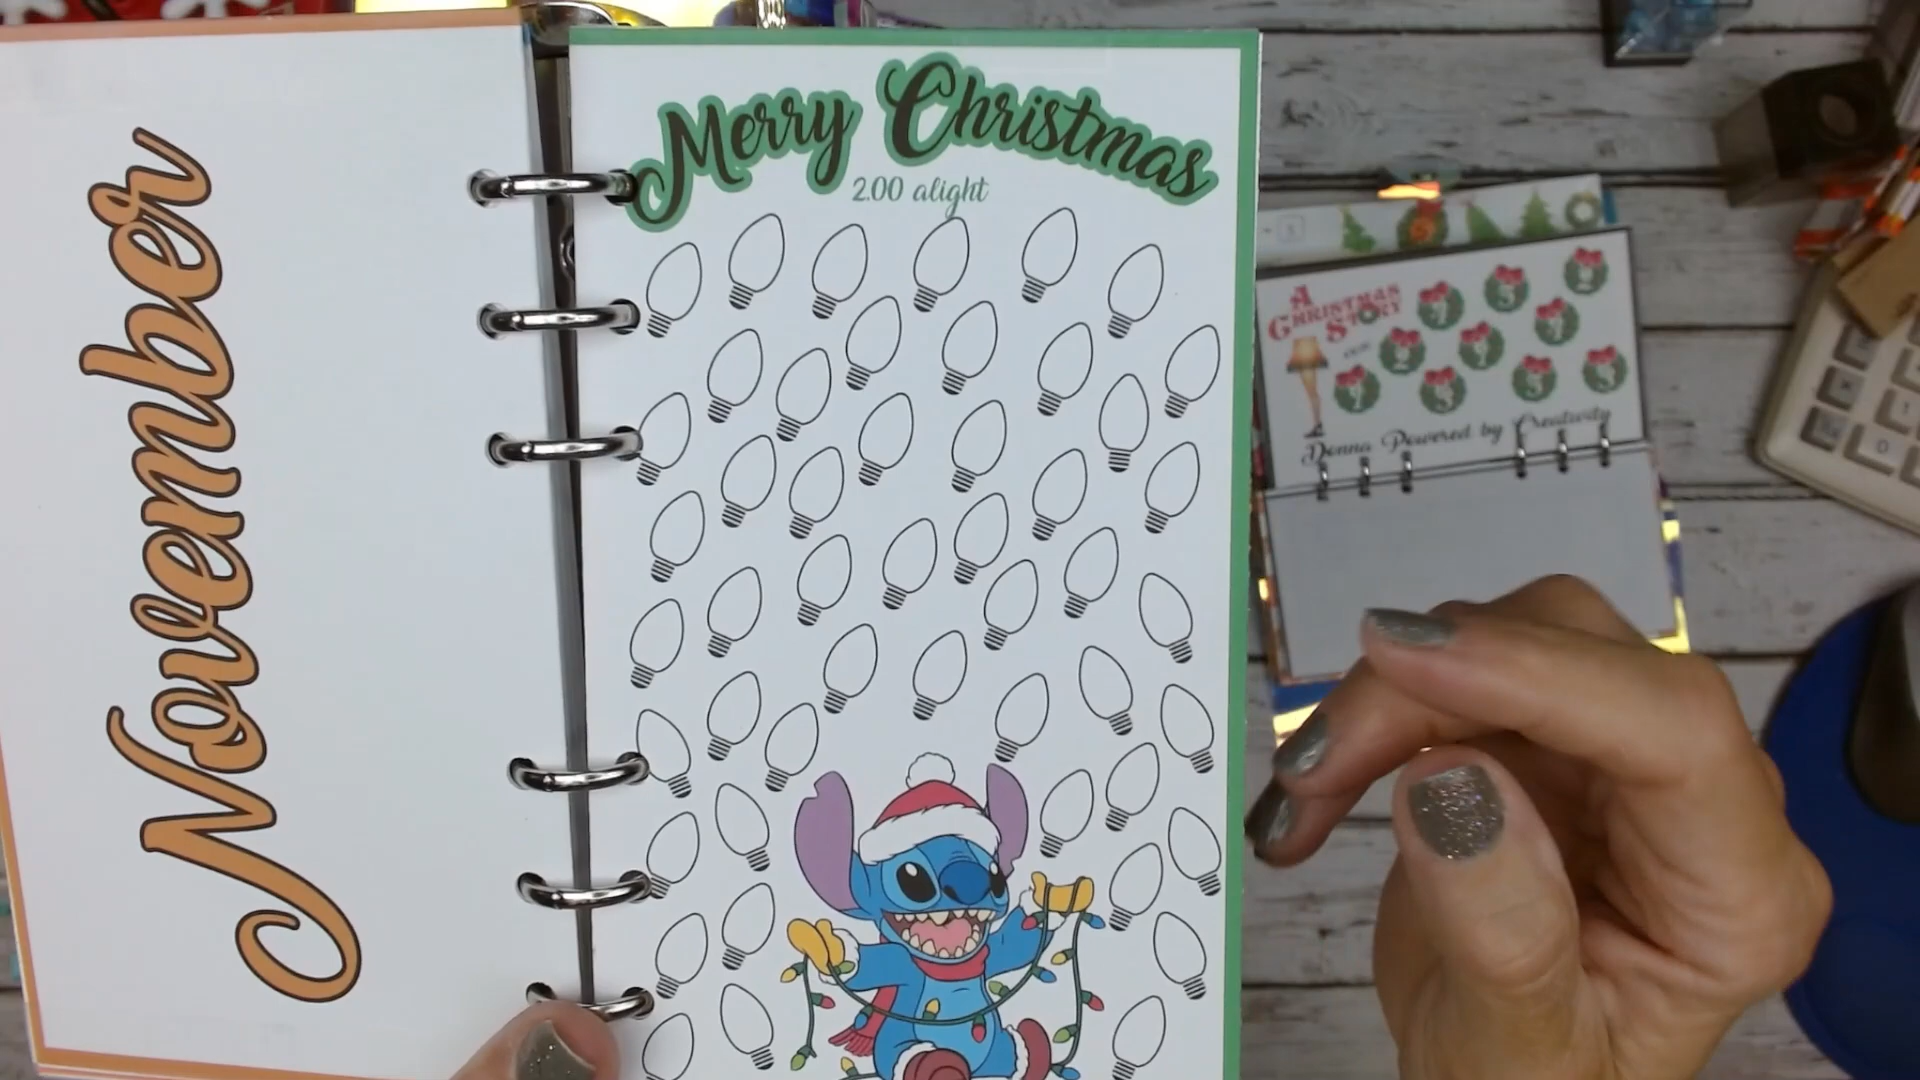 November
Merry Christmas
2.00 alight
A
CHRISTMAS
STORY
Donna Powered by Creativity